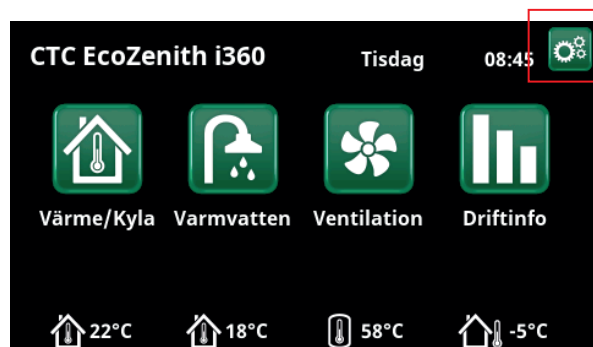 CTC EcoZenith i360 Tisdag 08:45
Värme/Kyla Varmvatten Ventilation Driftinfo
22°C 18°C 58°C -5°C